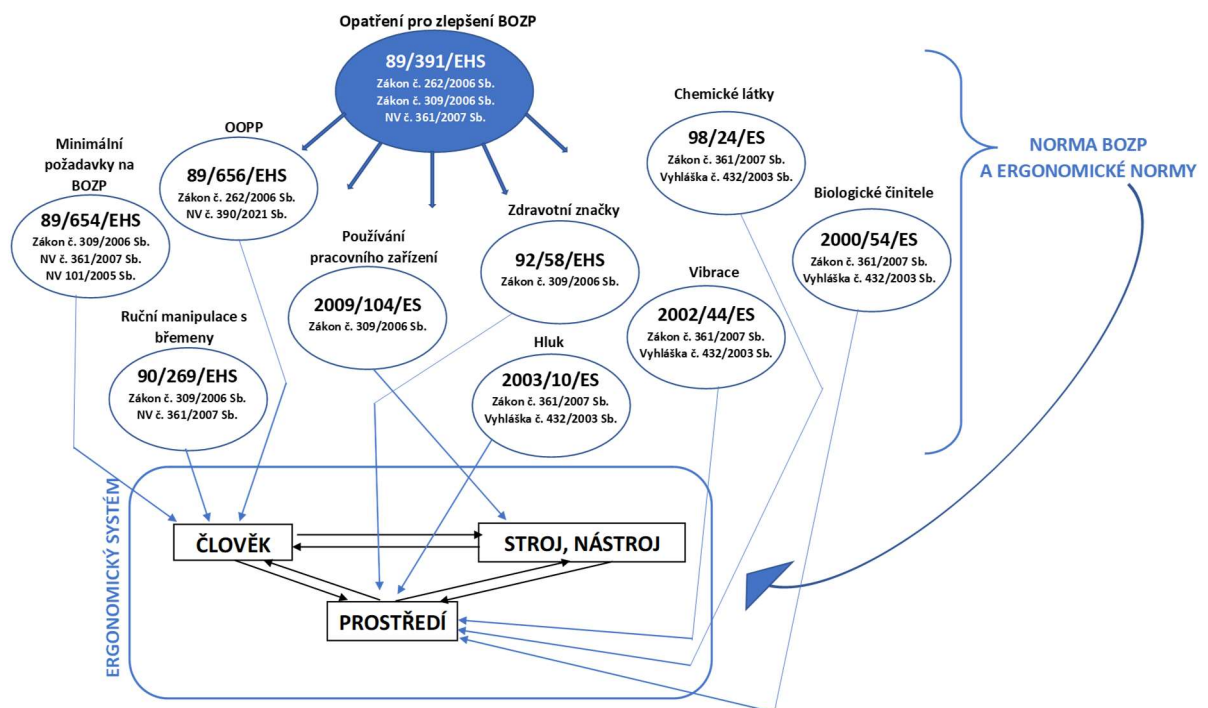 Opatření pro zlepšení BOZP
89/391/EHS
Zákon č. 262/2006 Sb.
Zákon č. 309/2006 Sb.
NV č. 361/2007 Sb.
Minimální
požadavky na
BOZP
89/654/EHS
Zákon č. 309/2006 Sb.
NV č. 361/2007 Sb.
NV 101/2005 Sb.
OOPP
89/656/EHS
Zákon č. 262/2006 Sb.
NV č. 390/2021 Sb.
Ruční manipulace s
břemeny
90/269/EHS
Zákon č. 309/2006 Sb.
NV č. 361/2007 Sb.
Používání
pracovního zařízení
2009/104/ES
Zákon č. 309/2006 Sb.
Zdravotní značky
92/58/EHS
Zákon č. 309/2006 Sb.
Hluk
2003/10/ES
Zákon č. 361/2007 Sb.
Vyhláška č. 432/2003 Sb.
Chemické látky
98/24/ES
Zákon č. 361/2007 Sb.
Vyhláška č. 432/2003 Sb.
Vibrace
2002/44/ES
Zákon č. 361/2007 Sb.
Vyhláška č. 432/2003 Sb.
Biologické činitele
2000/54/ES
Zákon č. 361/2007 Sb.
Vyhláška č. 432/2003 Sb.
NORMA BOZP
A ERGONOMICKÉ NORMY
ERGONOMICKÝ SYSTÉM
ČLOVĚK
STROJ, NÁSTROJ
PROSTŘEDÍ